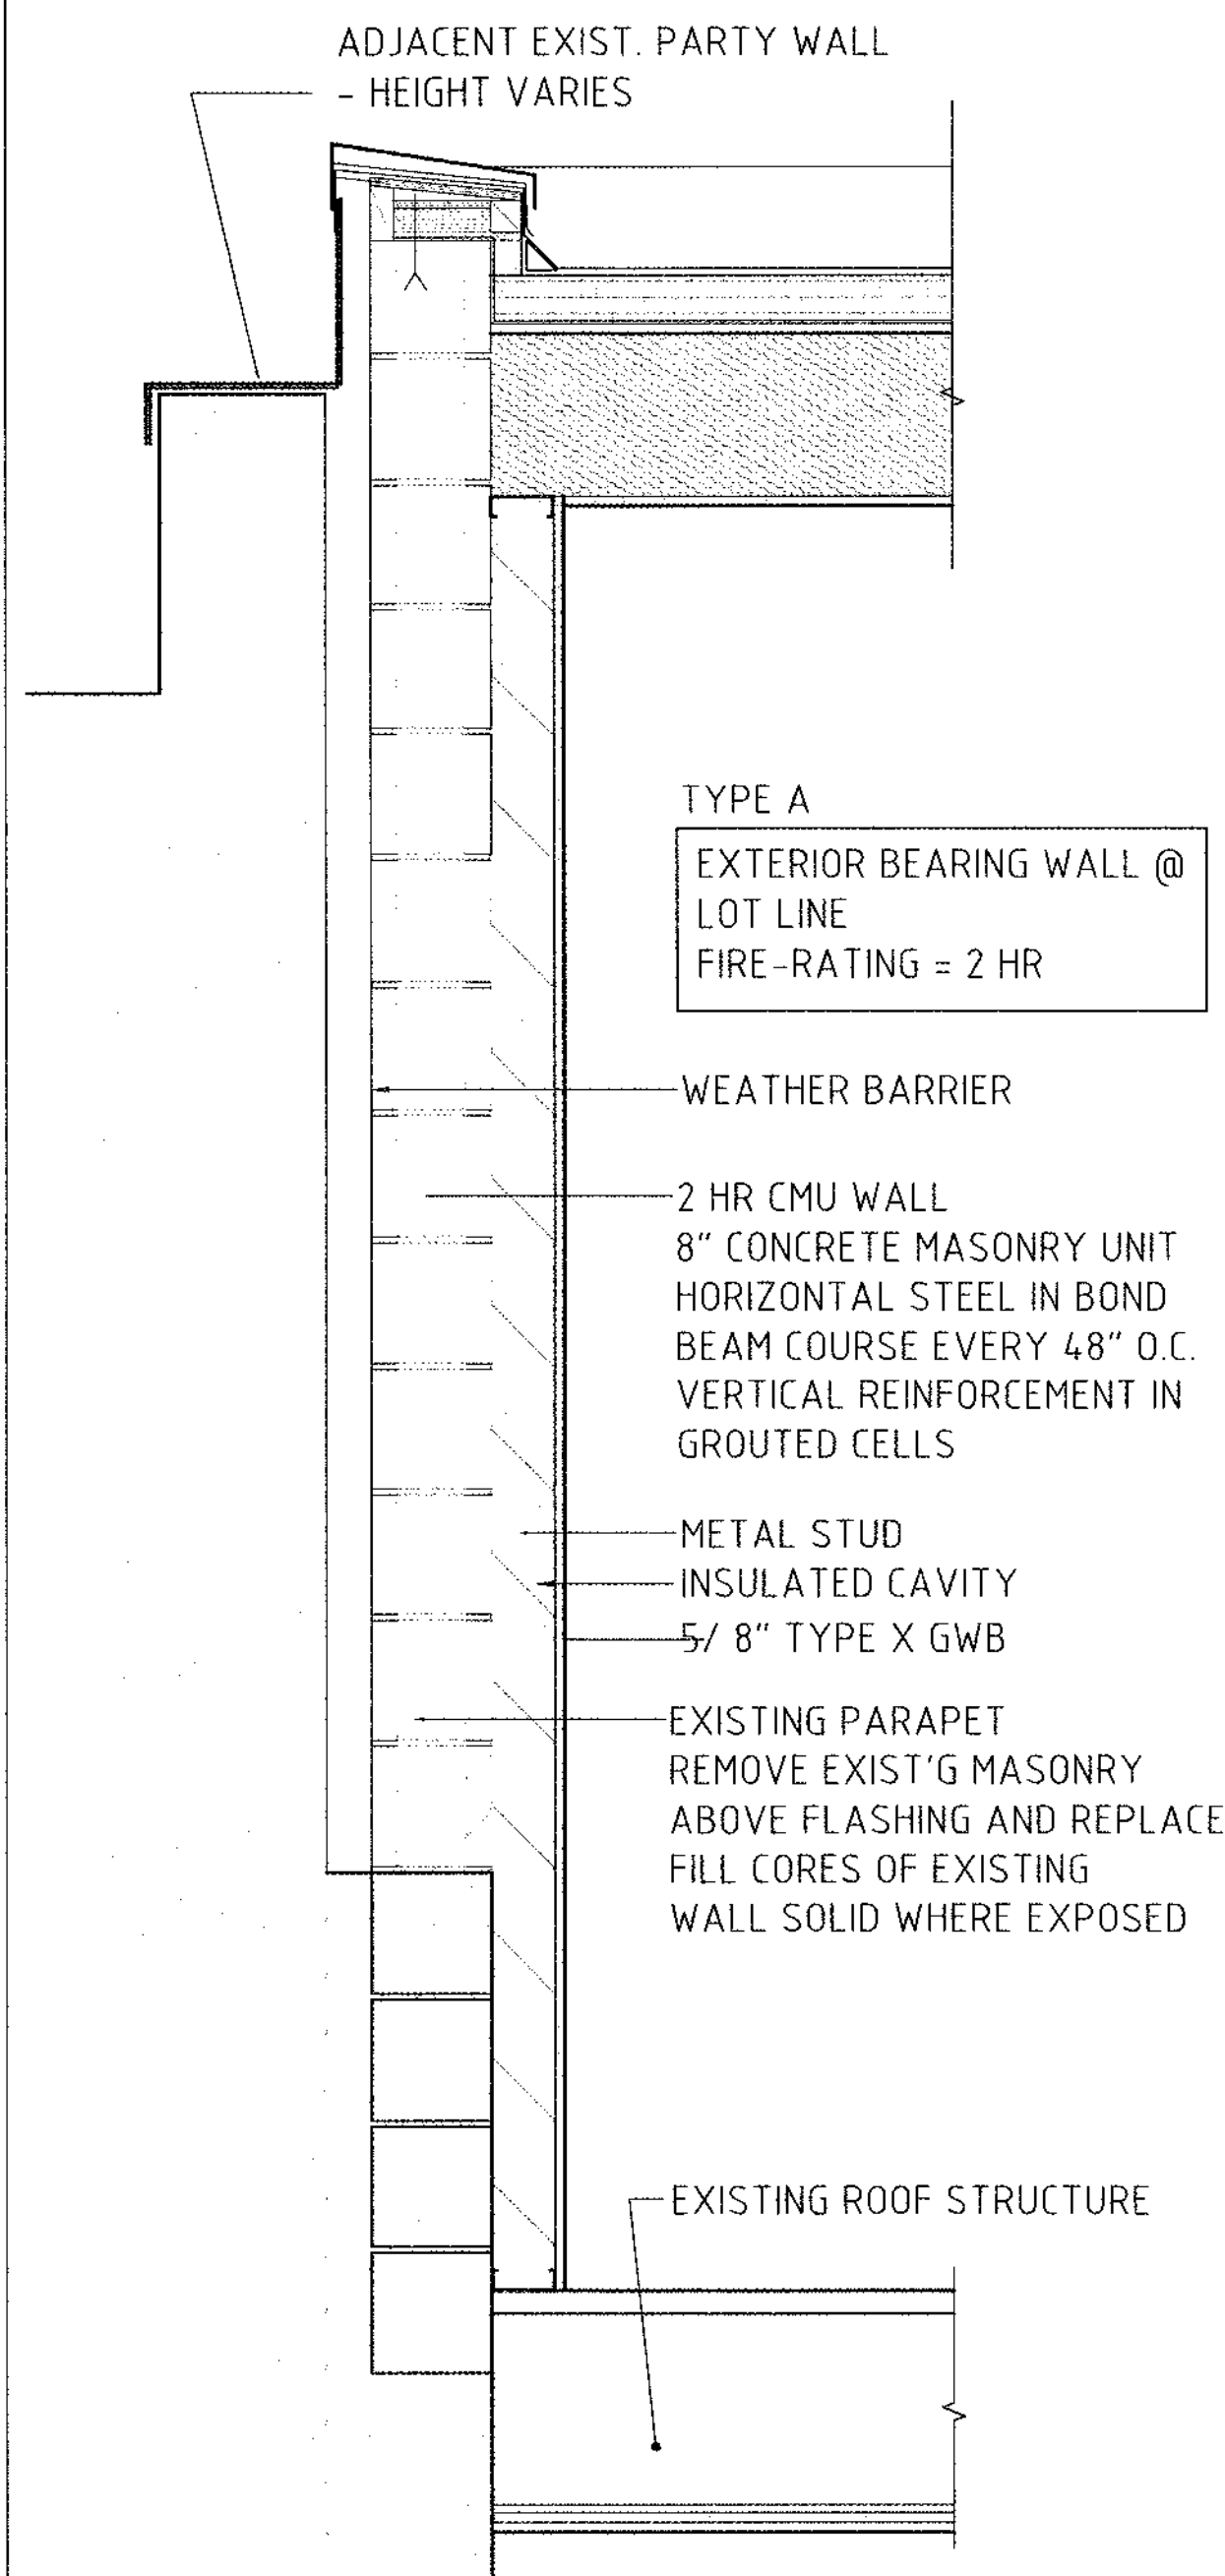 ADJACENT EXIST. PARTY WALL
- HEIGHT VARIES
TYPE A
EXTERIOR BEARING WALL @
LOT LINE
FIRE-RATING = 2 HR
WEATHER BARRIER
2 HR CMU WALL
8" CONCRETE MASONRY UNIT
HORIZONTAL STEEL IN BOND
BEAM COURSE EVERY 48" O.C.
VERTICAL REINFORCEMENT IN
GROUTED CELLS
METAL STUD
INSULATED CAVITY
5/ 8" TYPE X GWB
EXISTING PARAPET
REMOVE EXIST'G MASONRY
ABOVE FLASHING AND REPLACE
FILL CORES OF EXISTING
WALL SOLID WHERE EXPOSED
EXISTING ROOF STRUCTURE